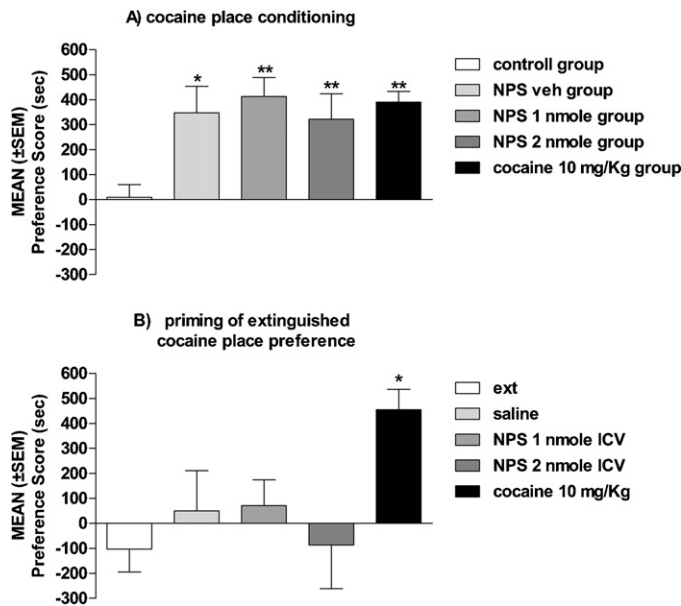 A) cocaine place conditioning
MEAN (±SEM)
Preference Score (sec)
600
500
400
300
200
100
0
-100
-200
-300
*
**
**
**
controll group
NPS veh group
NPS 1 nmole group
NPS 2 nmole group
cocaine 10 mg/Kg group
B) priming of extinguished
cocaine place preference
MEAN (±SEM)
Preference Score (sec)
600
500
400
300
200
100
0
-100
-200
-300
*
ext
saline
NPS 1 nmole ICV
NPS 2 nmole ICV
cocaine 10 mg/Kg